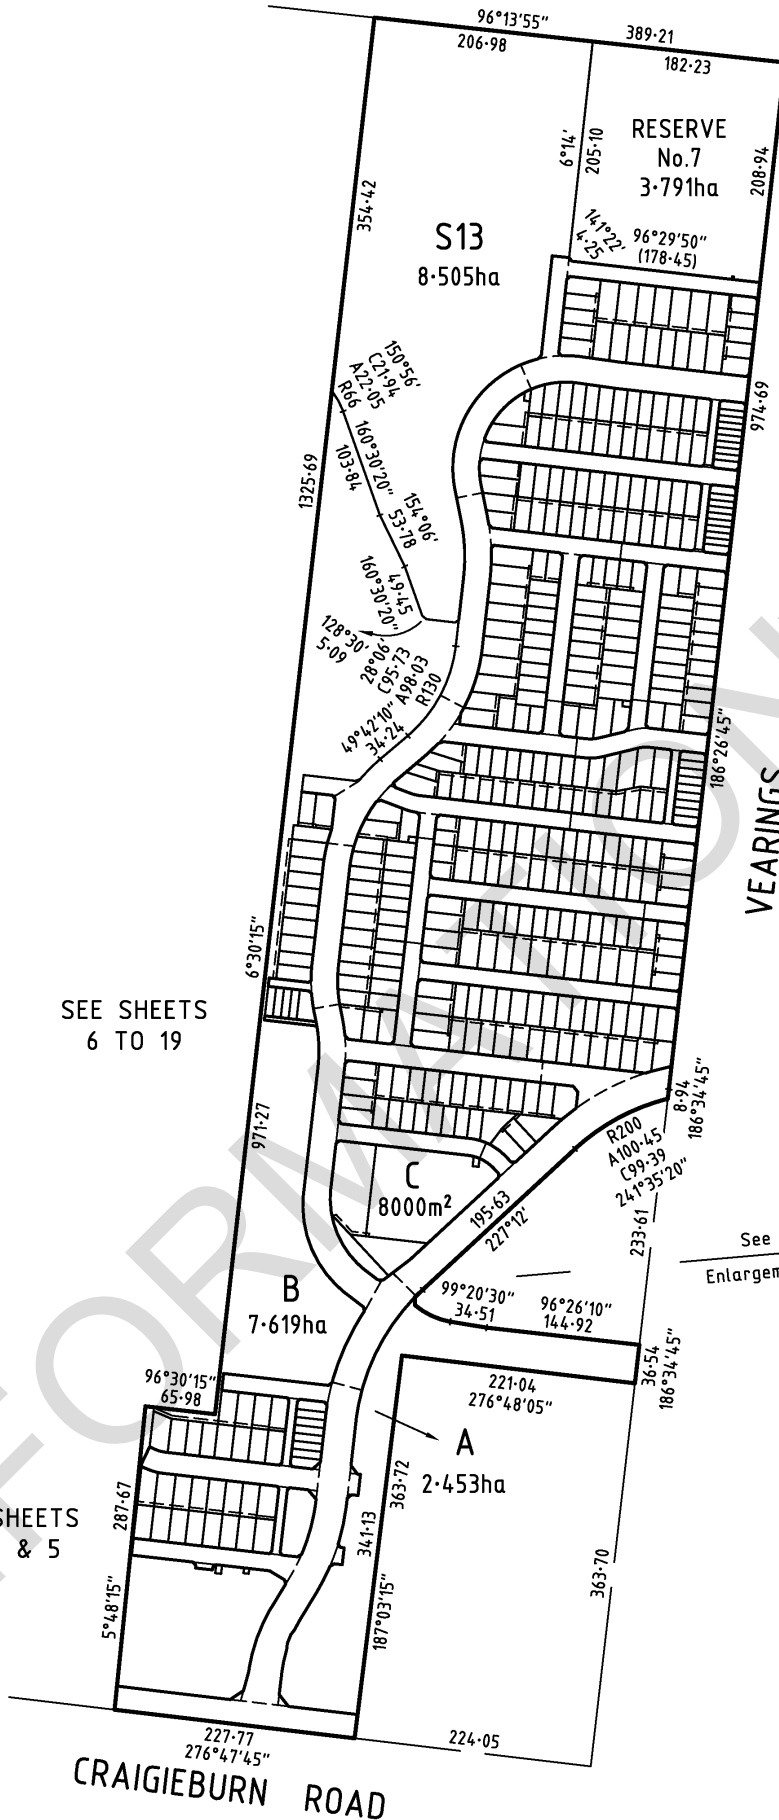 96°13'55"
206·98
389·21
182·23
RESERVE
No.7
3·791ha
6°14'
205·10
208·94
354·42
S13
8·505ha
141°22'
4·25
96°29'50"
(178·45)
150°56'
C21·94
A22·05
R66
974·69
160°30'20"
103·84
1325·69
154°06'
53·78
49·45
160°30'20"
128°30'
5·09
28°06'
C95·73
A98·03
R130
49°42'10"
34·24
186°26'45"
VEARINGS
6°30'15"
SEE SHEETS
6 TO 19
8·94
186°34'45"
R200
A100·45
C99·39
241°35'20"
971·27
C
8000m²
195·63
227°12'
233·61
See
Enlargem
B
7·619ha
99°20'30"
34·51
96°26'10"
144·92
36·54
186°34'45"
221·04
276°48'05"
96°30'15"
65·98
A
2·453ha
363·72
341·13
287·67
SHEETS
& 5
363·70
5°48'15"
187°03'15"
227·77
276°47'45"
224·05
CRAIGIEBURN ROAD
FORMATION